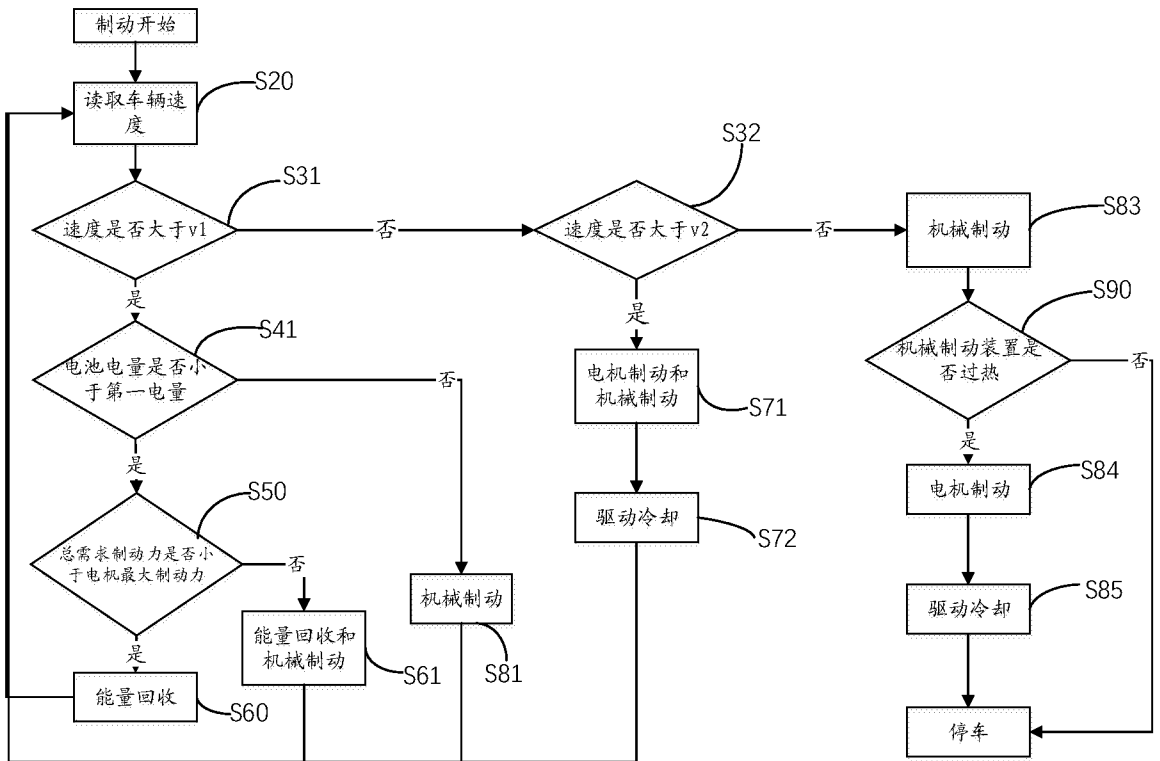 制动开始
S20
读取车辆速
度
S31
速度是否大于v1
否
S32
速度是否大于v2
否
S83
机械制动
是
是
S90
机械制动装置是
否过热
否
S41
电池电量是否小
于第一电量
否
电机制动和
机械制动
S71
是
是
S84
电机制动
S50
总需求制动力是否小
于电机最大制动力
否
驱动冷却
S72
机械制动
S81
驱动冷却
S85
能量回收和
机械制动
S61
是
能量回收
S60
停车